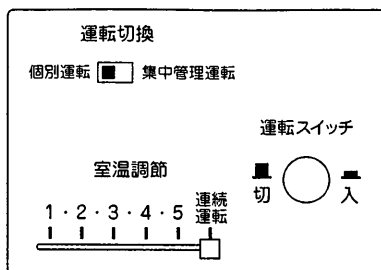 運転切換
個別運転 集中管理運転
運転スイッチ
切 入
室温調節
1・2・3・4・5 連続運転